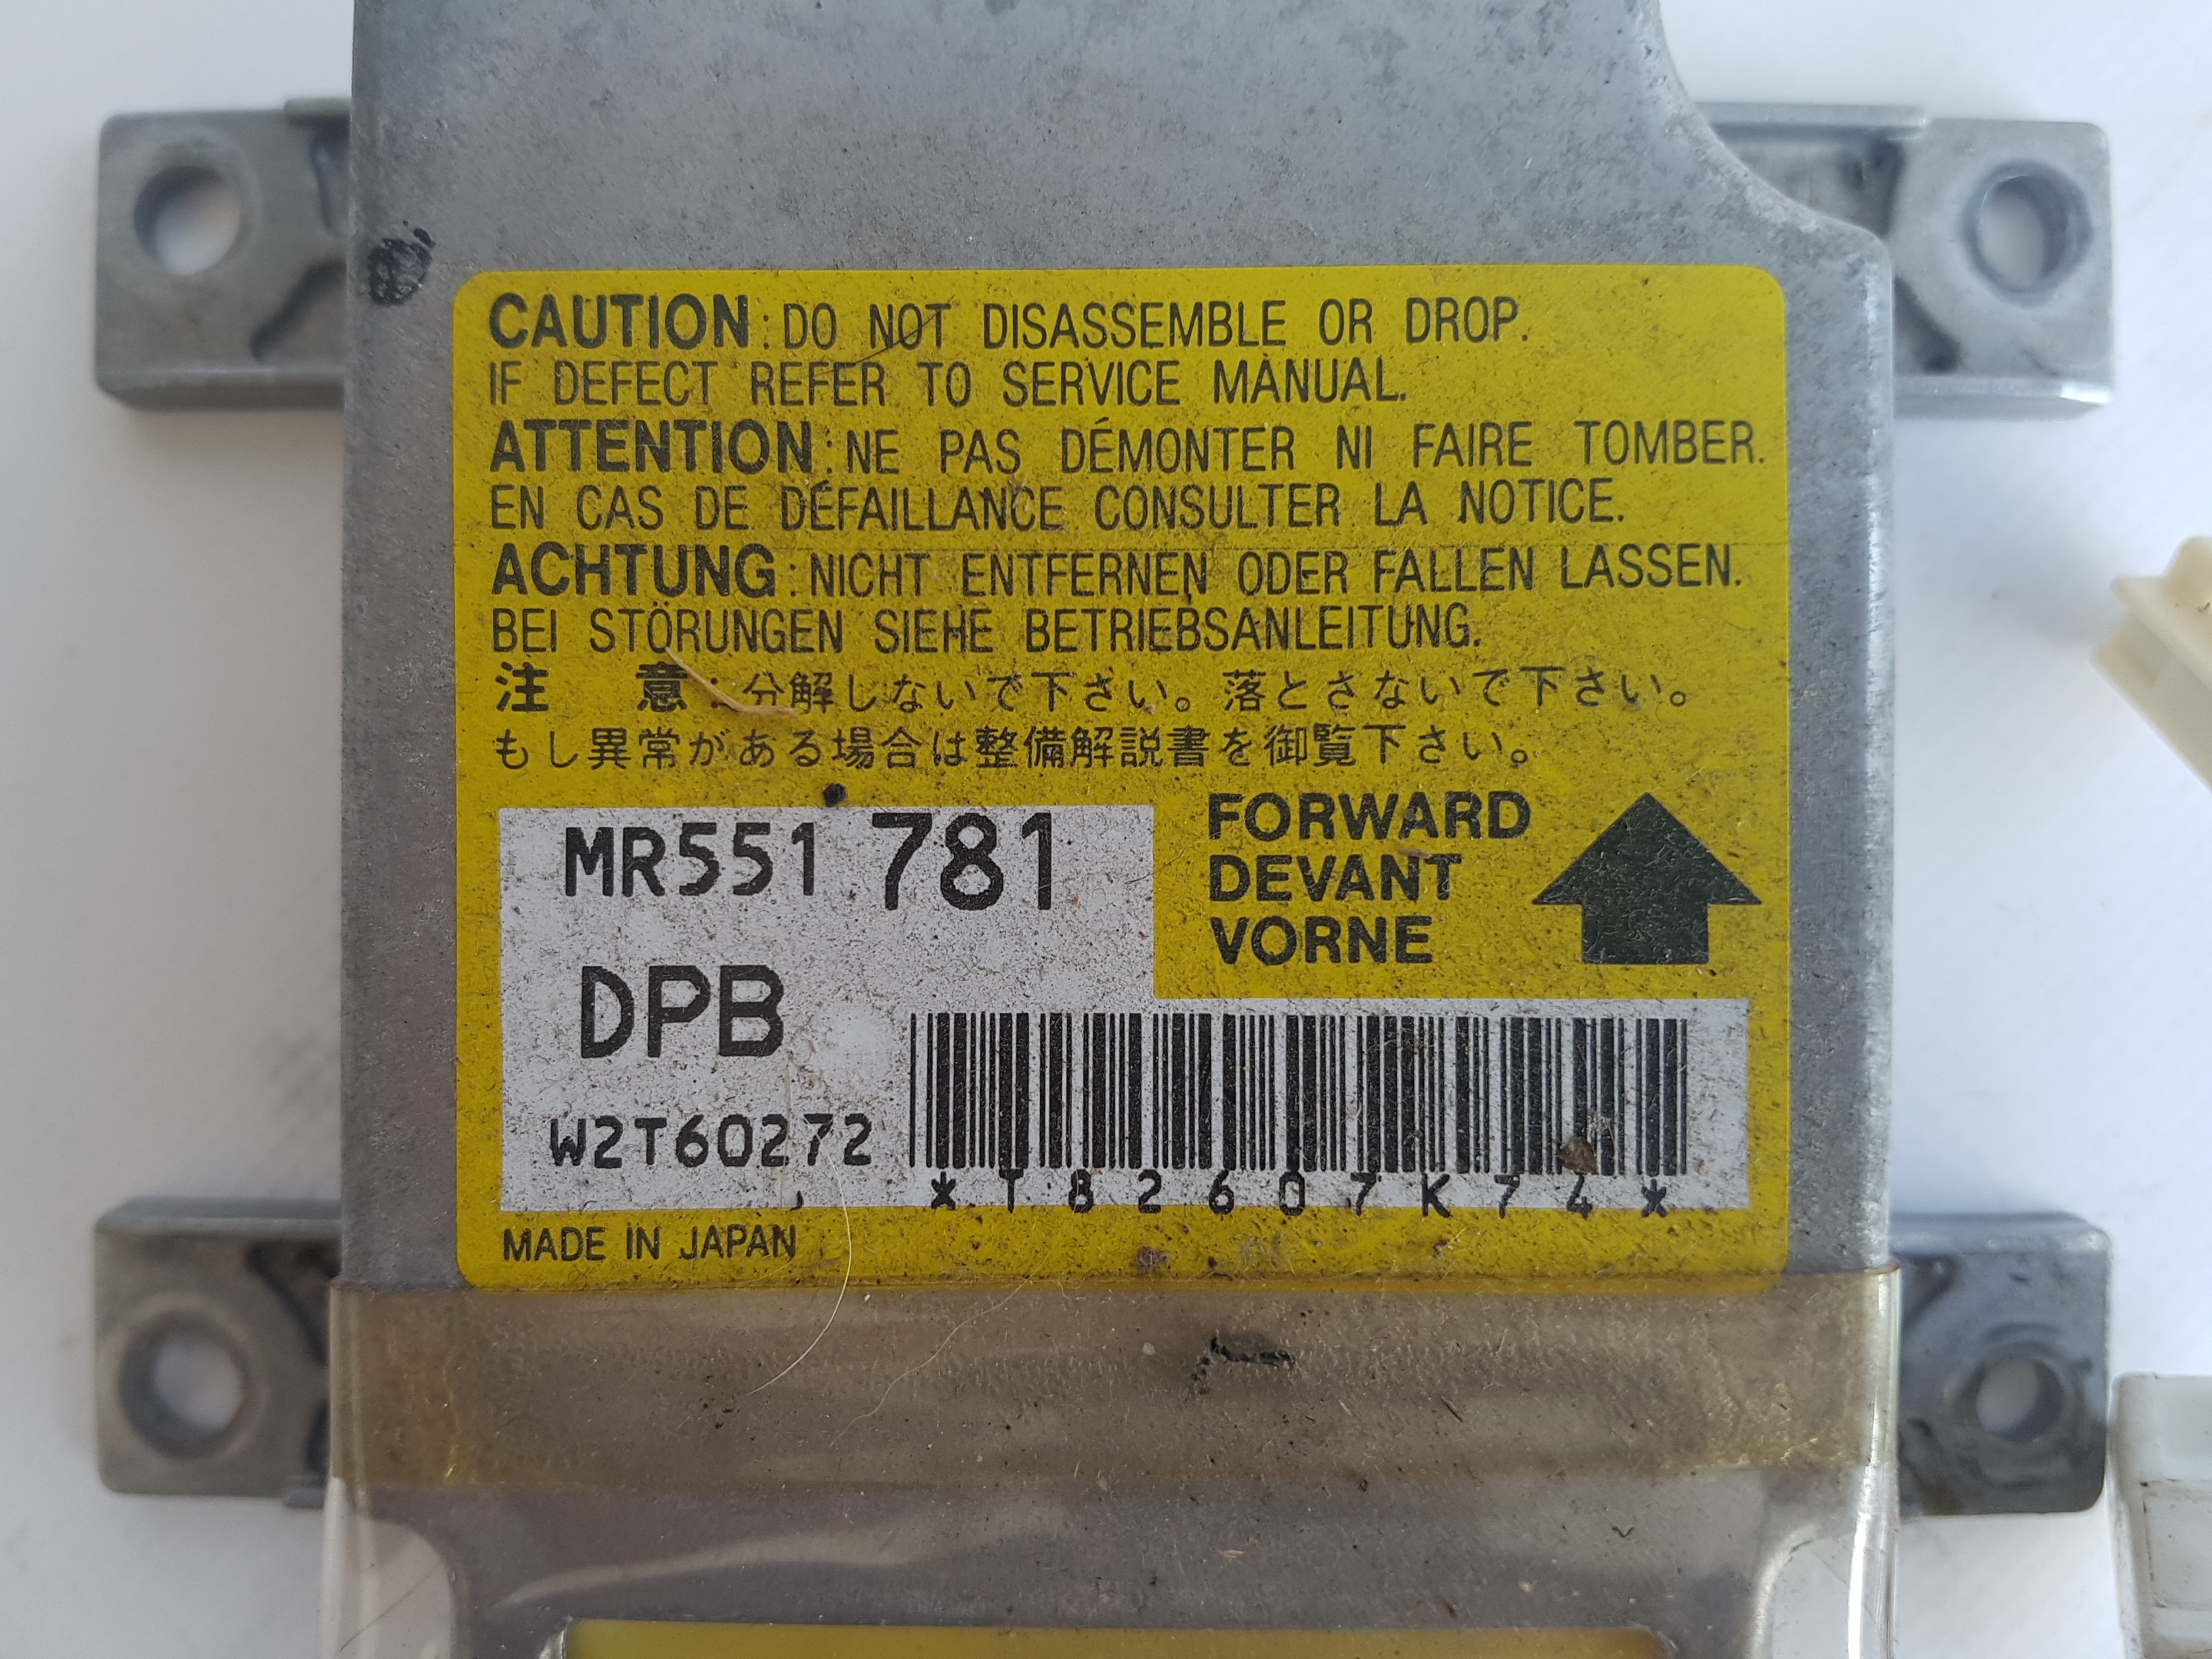 CAUTION: DO NOT DISASSEMBLE OR DROP.
IF DEFECT REFER TO SERVICE MANUAL.
ATTENTION: NE PAS DÉMONTER NI FAIRE TOMBER.
EN CAS DE DÉFAILLANCE CONSULTER LA NOTICE.
ACHTUNG: NICHT ENTFERNEN ODER FALLEN LASSEN.
BEI STÖRUNGEN SIEHE BETRIEBSANLEITUNG.
注 意:分解しないで下さい。落とさないで下さい。
もし異常がある場合は整備解説書を御覧下さい。
MR551 781
DPB
W2T60272
FORWARD
DEVANT
VORNE
*T82607K74*
MADE IN JAPAN